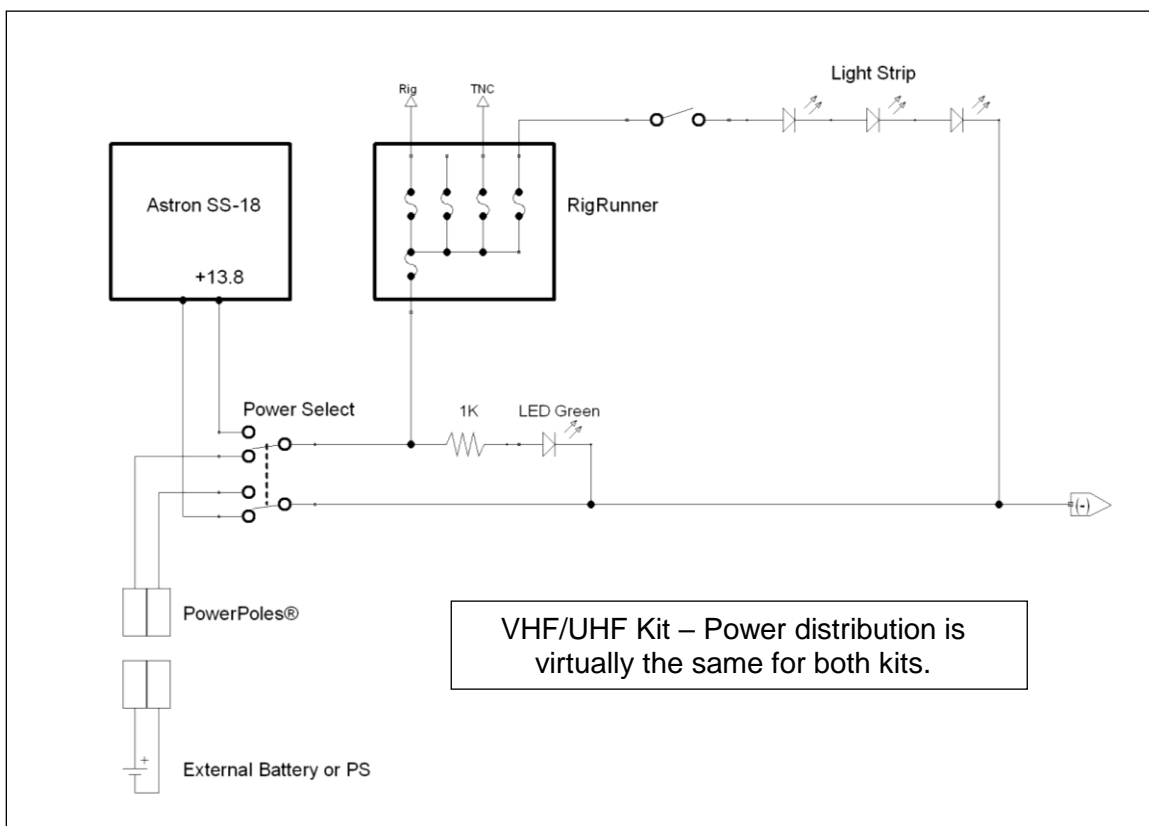 Light Strip
Rig
TNC
Astron SS-18
+13.8
RigRunner
Power Select
1K
LED Green
(-)
PowerPoles®
VHF/UHF Kit – Power distribution is
virtually the same for both kits.
+
External Battery or PS